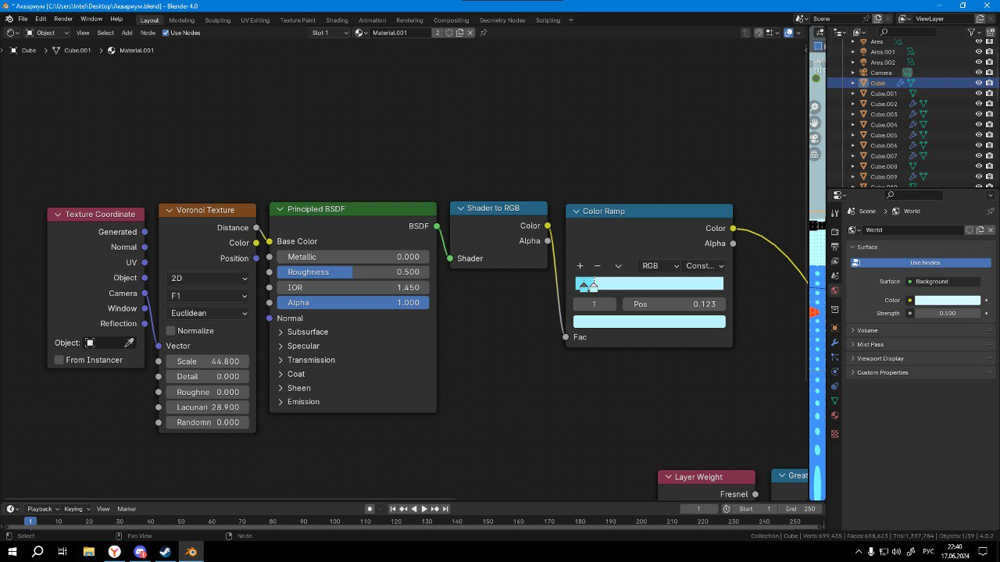 * Аквариум [C:\Users\Intel\Desktop\Аквариум.blend] - Blender 4.0
File Edit Render Window Help Layout Modeling Sculpting UV Editing Texture Paint Shading Animation Rendering Compositing Geometry Nodes Scripting + Scene ViewLayer
Object View Select Add Node Use Nodes Slot 1 Material.001 2
Cube > Cube.001 > Material.001
Area
Area.001
Area.002
Camera
Cube
Cube.001
Cube.002
Cube.003
Cube.004
Cube.005
Cube.006
Cube.007
Cube.008
Cube.009
Texture Coordinate
Generated
Normal
UV
Object
Camera
Window
Reflection
Object:
From Instancer
Voronoi Texture
Distance
Color
Position
2D
F1
Euclidean
Normalize
Vector
Scale 44.800
Detail 0.000
Roughne 0.000
Lacunari 28.900
Randomn 0.000
Principled BSDF
BSDF
ase Color
Metallic 0.000
Roughness 0.500
IOR 1.450
Alpha 1.000
Normal
Subsurface
Specular
Transmission
Coat
Sheen
Emission
Shader to RGB
Color
Alpha
Shader
Color Ramp
Color
Alpha
RGB Const...
1 Pos 0.123
Fac
Layer Weight
Fresnel
Great
Scene > World
World
Surface
Use Nodes
Surface Background
Color
Strength 0.500
Volume
Mist Pass
Viewport Display
Custom Properties
Playback Keying View Marker 1 Start 1 End 250
1 10 20 30 40 50 60 70 80 90 100 110 120 130 140 150 160 170 180 190 200 210 220 230 240 250
Select Pan View Node Collection | Cube | Verts:699,435 | Faces:698,623 | Tris:1,397,784 | Objects:1/39 | 4.0.2
РУС
22:40
17.06.2024